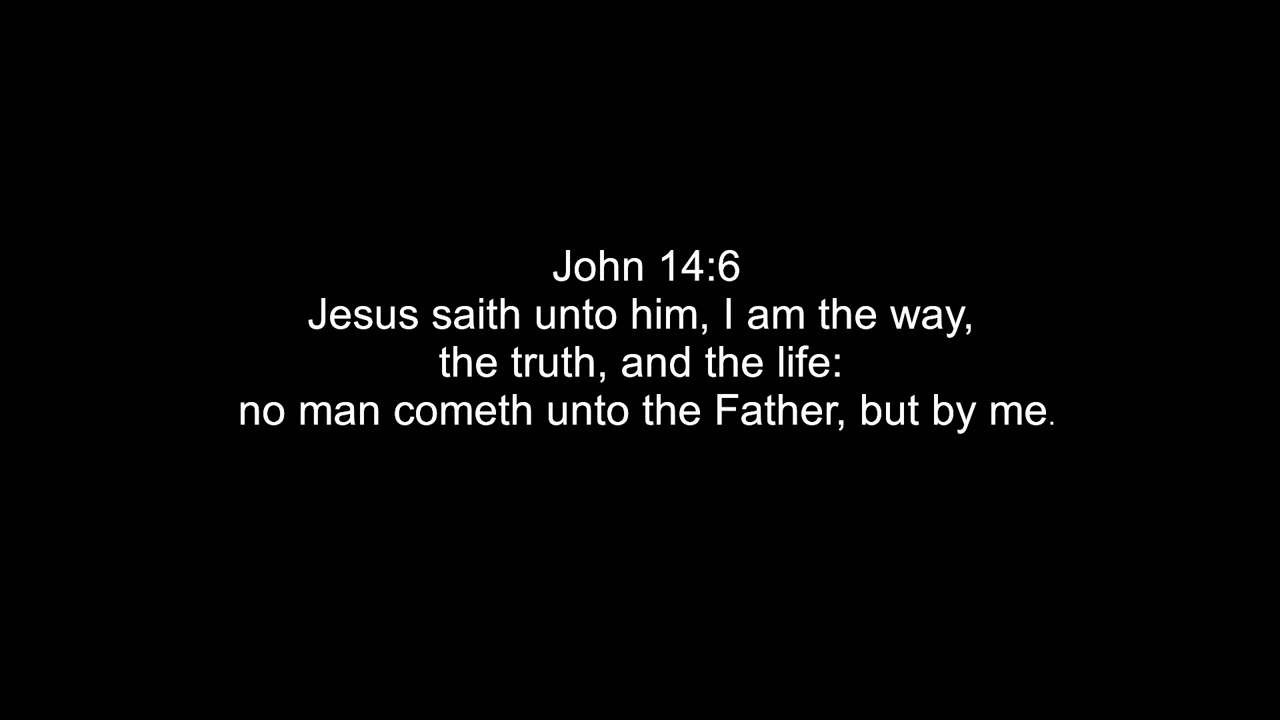 John 14:6
Jesus saith unto him, I am the way,
the truth, and the life:
no man cometh unto the Father, but by me.